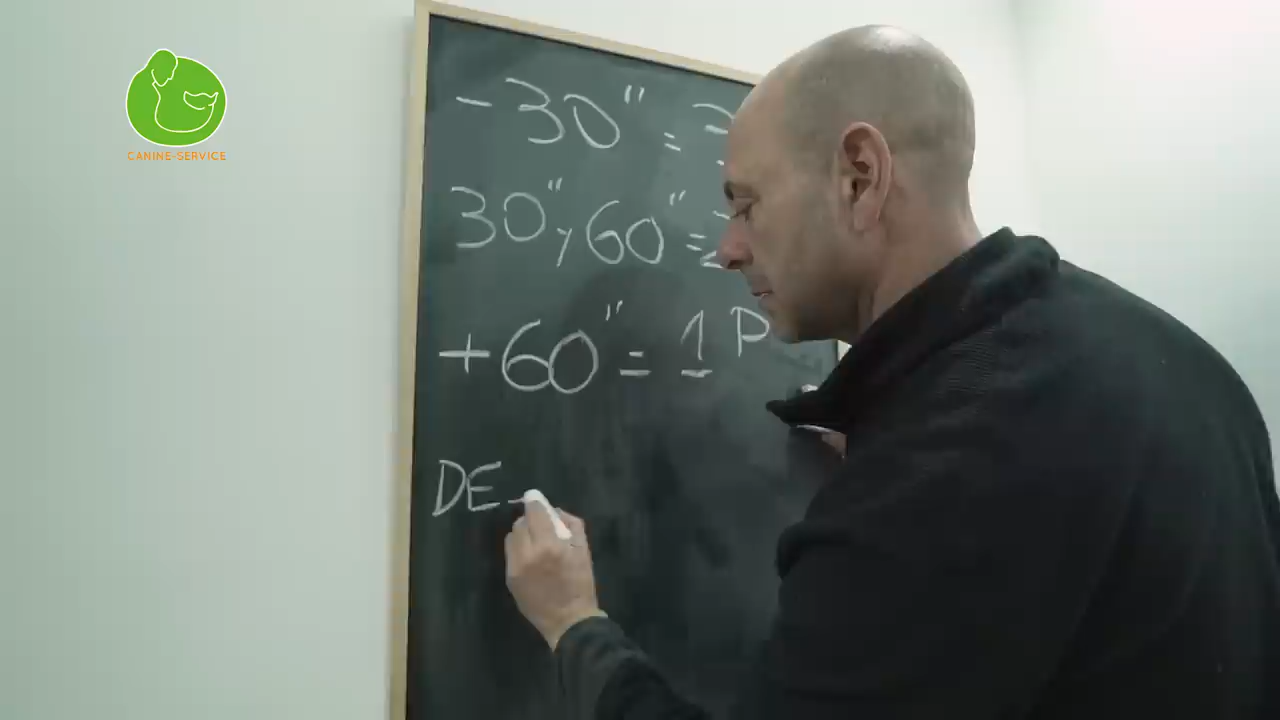 CANINE-SERVICE
-30" =
30" y 60" =
+60" = 1 P
DE -